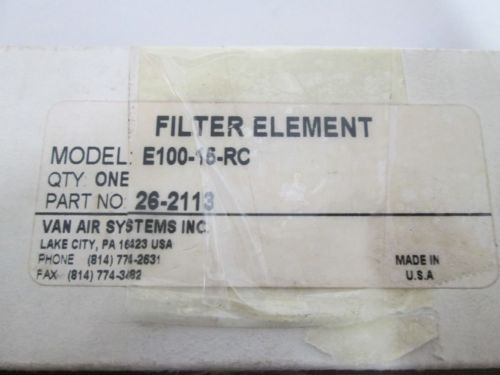 FILTER ELEMENT
MODEL: E100-15-RC
QTY: ONE
PART NO: 26-2113
VAN AIR SYSTEMS INC.
LAKE CITY, PA 16423 USA
PHONE (814) 774-2631
FAX (814) 774-3482
MADE IN
U.S.A